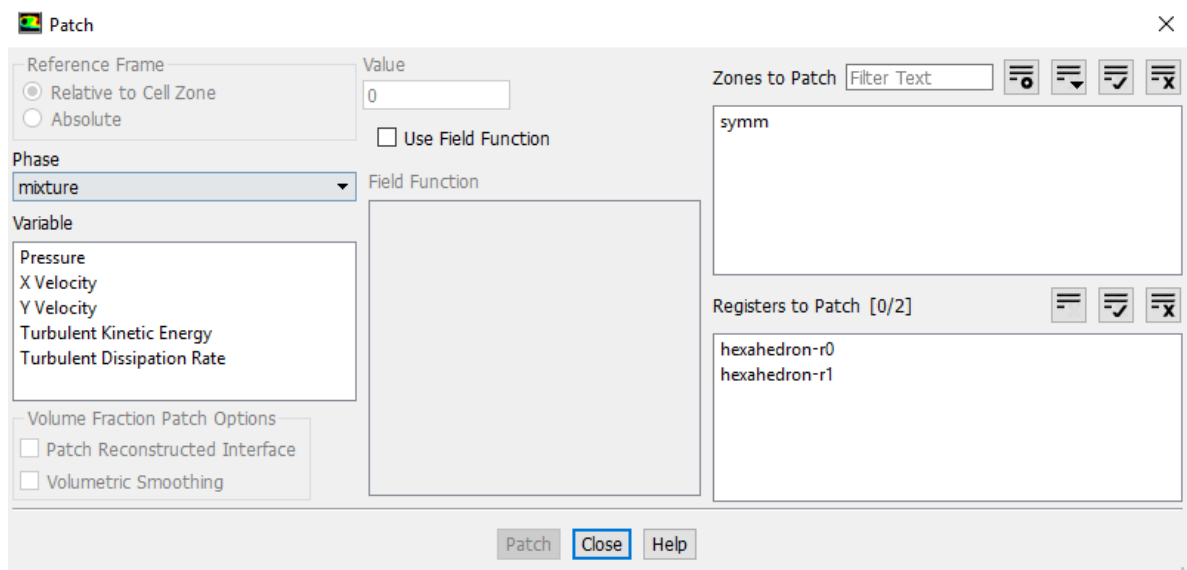 Patch
Reference Frame
Relative to Cell Zone
Absolute
Phase
mixture
Variable
Pressure
X Velocity
Y Velocity
Turbulent Kinetic Energy
Turbulent Dissipation Rate
Volume Fraction Patch Options
Patch Reconstructed Interface
Volumetric Smoothing
Value
0
Use Field Function
Field Function
Zones to Patch Filter Text
symm
Registers to Patch [0/2]
hexahedron-r0
hexahedron-r1
Patch Close Help